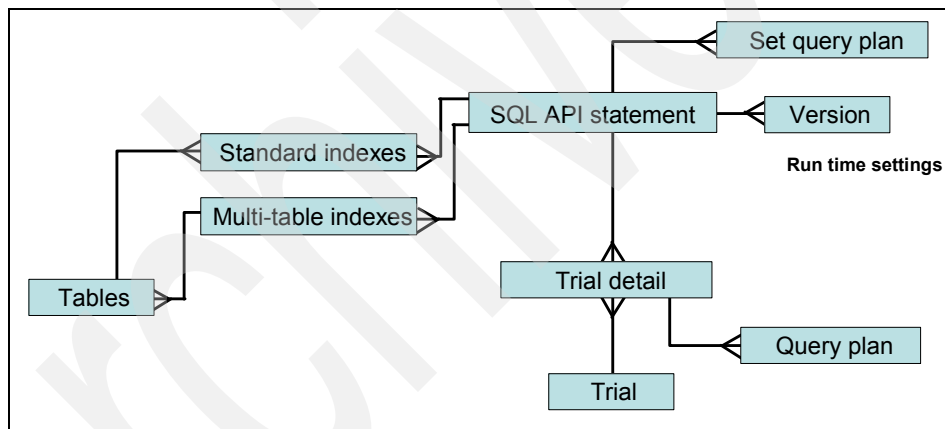 Set query plan
SQL API statement
Version
Standard indexes
Run time settings
Multi-table indexes
Trial detail
Tables
Query plan
Trial